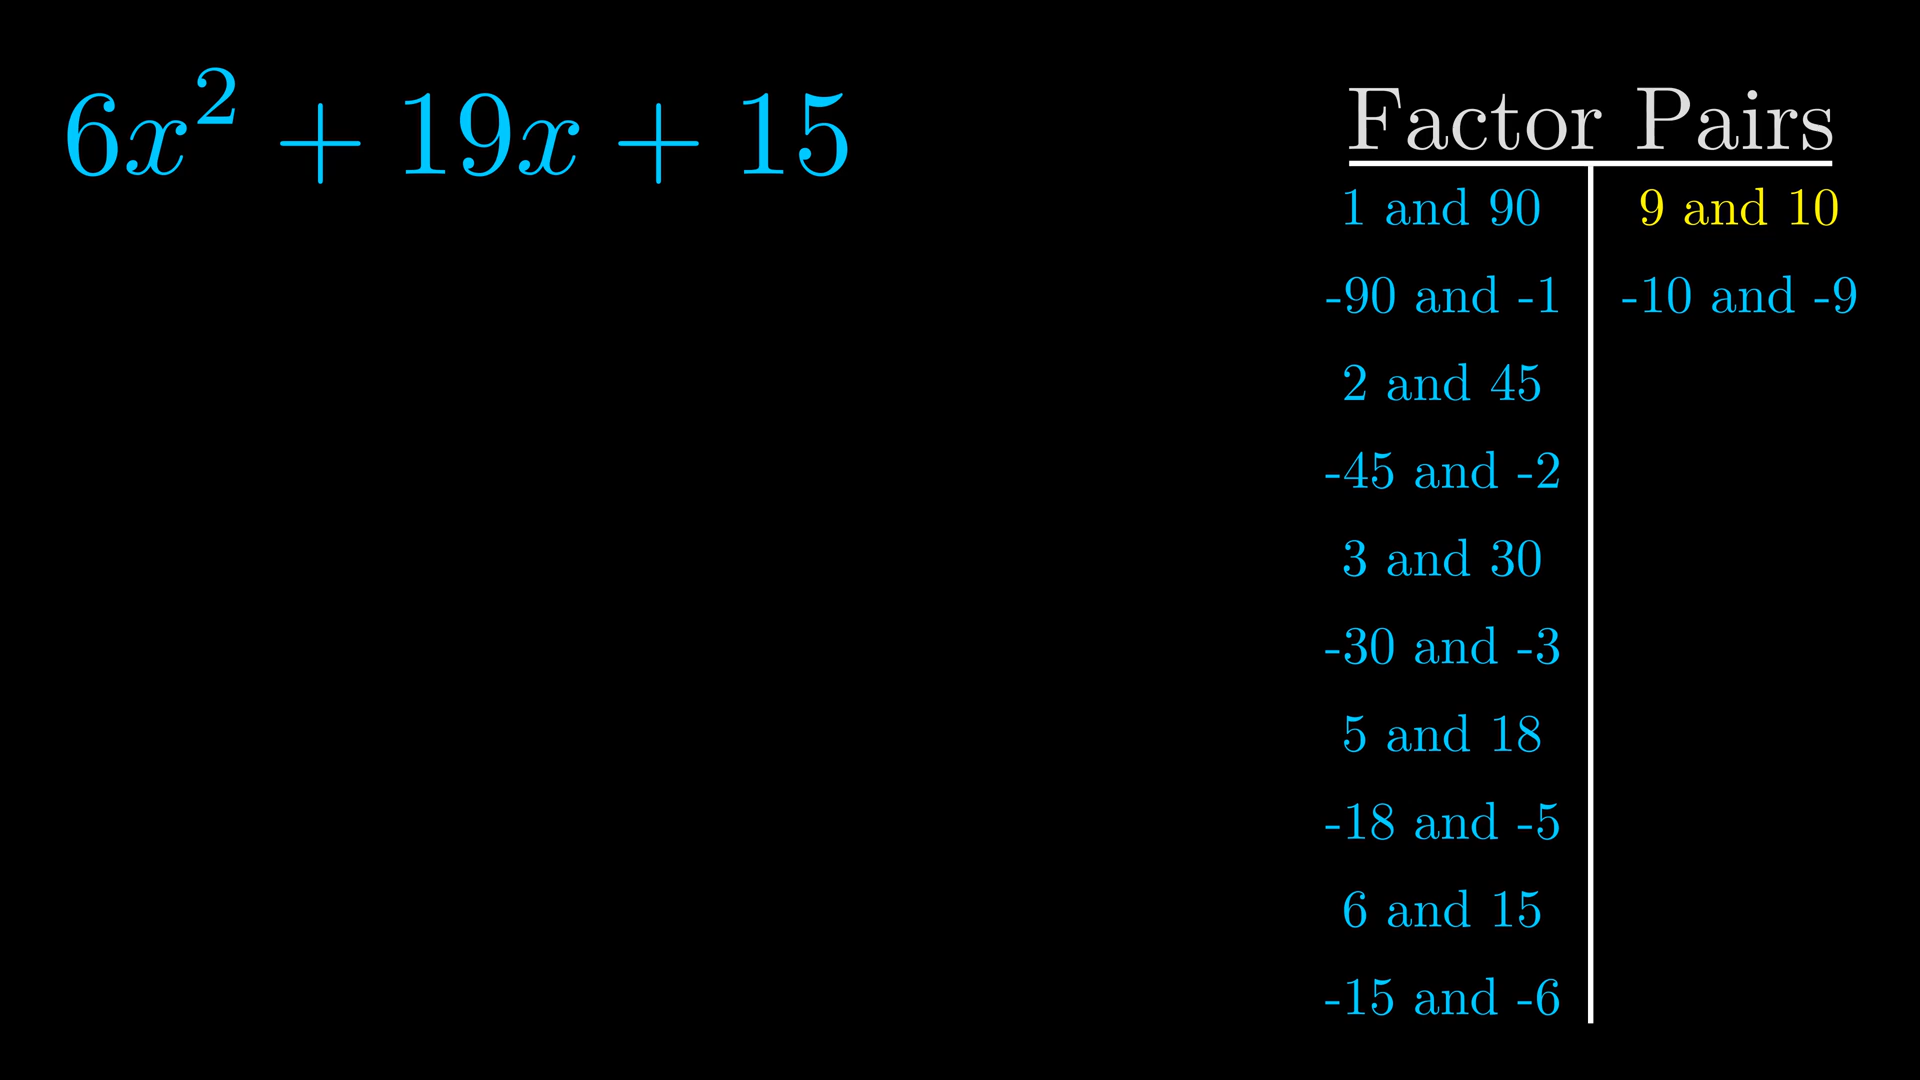 6x² + 19x + 15
Factor Pairs
1 and 90
-90 and -1
2 and 45
-45 and -2
3 and 30
-30 and -3
5 and 18
-18 and -5
6 and 15
-15 and -6
9 and 10
-10 and -9